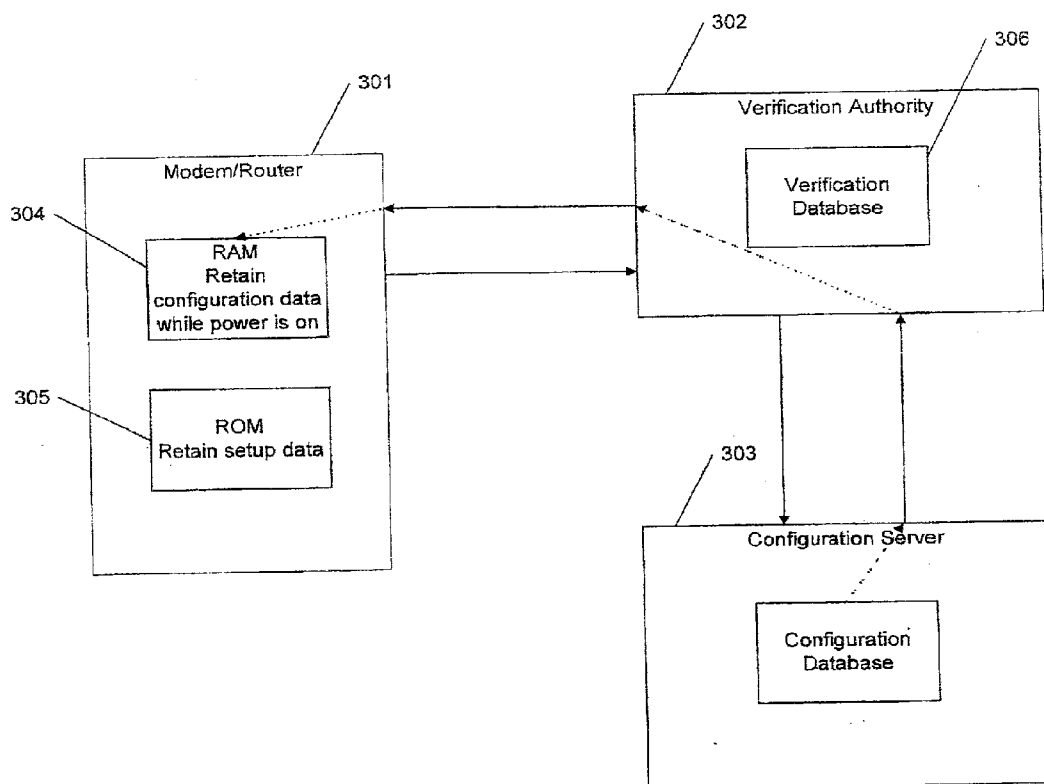 302
306
301
Verification Authority
Modem/Router
Verification
Database
304
RAM
Retain
configuration data
while power is on
305
ROM
Retain setup data
303
Configuration Server
Configuration
Database